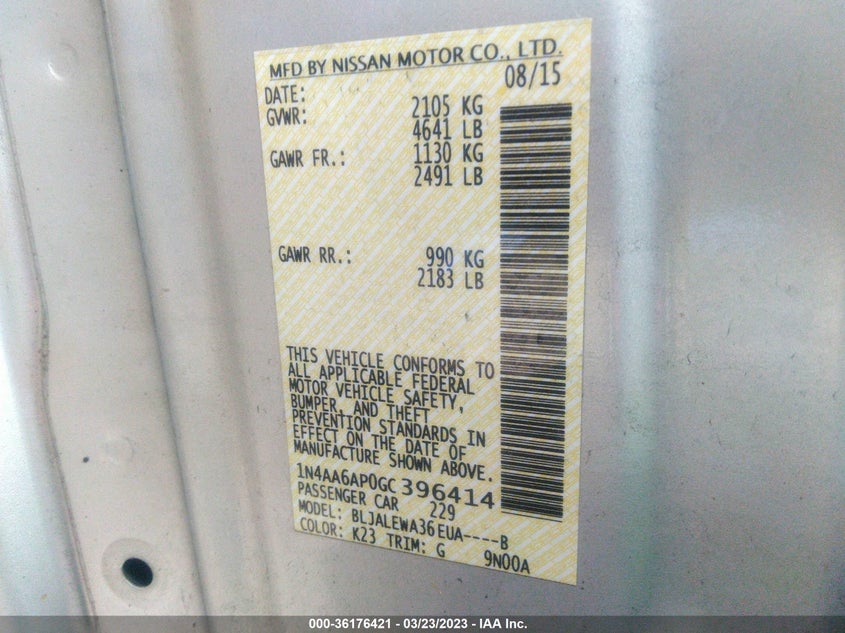 MFD BY NISSAN MOTOR CO., LTD.
DATE: 08/15
GVWR: 2105 KG
4641 LB
GAWR FR.: 1130 KG
2491 LB
GAWR RR.: 990 KG
2183 LB
THIS VEHICLE CONFORMS TO
ALL APPLICABLE FEDERAL
MOTOR VEHICLE SAFETY,
BUMPER, AND THEFT
PREVENTION STANDARDS IN
EFFECT ON THE DATE OF
MANUFACTURE SHOWN ABOVE.
1N4AA6AP0GC396414
PASSENGER CAR 229
MODEL: BLJALEWA36EUA----B
COLOR: K23 TRIM: G 9N00A
000-36176421 - 03/23/2023 - IAA Inc.